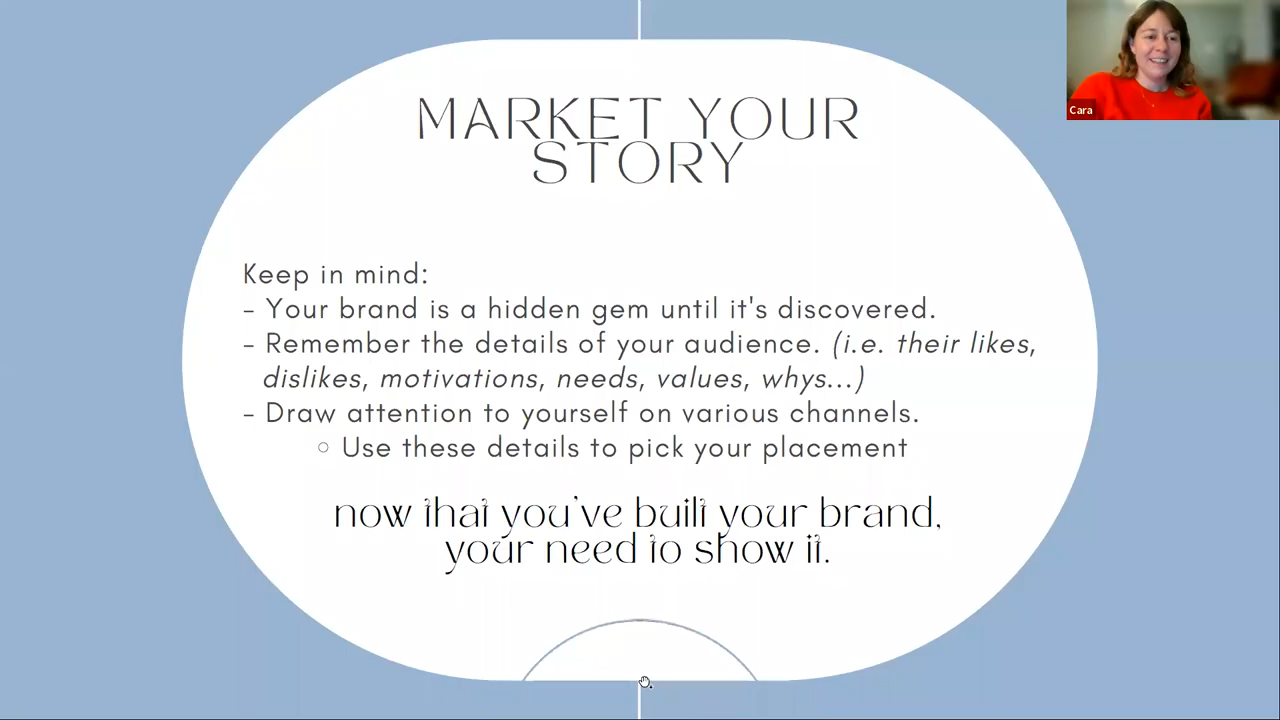 MARKET YOUR
STORY
Cara
Keep in mind:
- Your brand is a hidden gem until it's discovered.
- Remember the details of your audience. (i.e. their likes,
dislikes, motivations, needs, values, whys...)
- Draw attention to yourself on various channels.
○ Use these details to pick your placement
now that you've built your brand,
your need to show it.